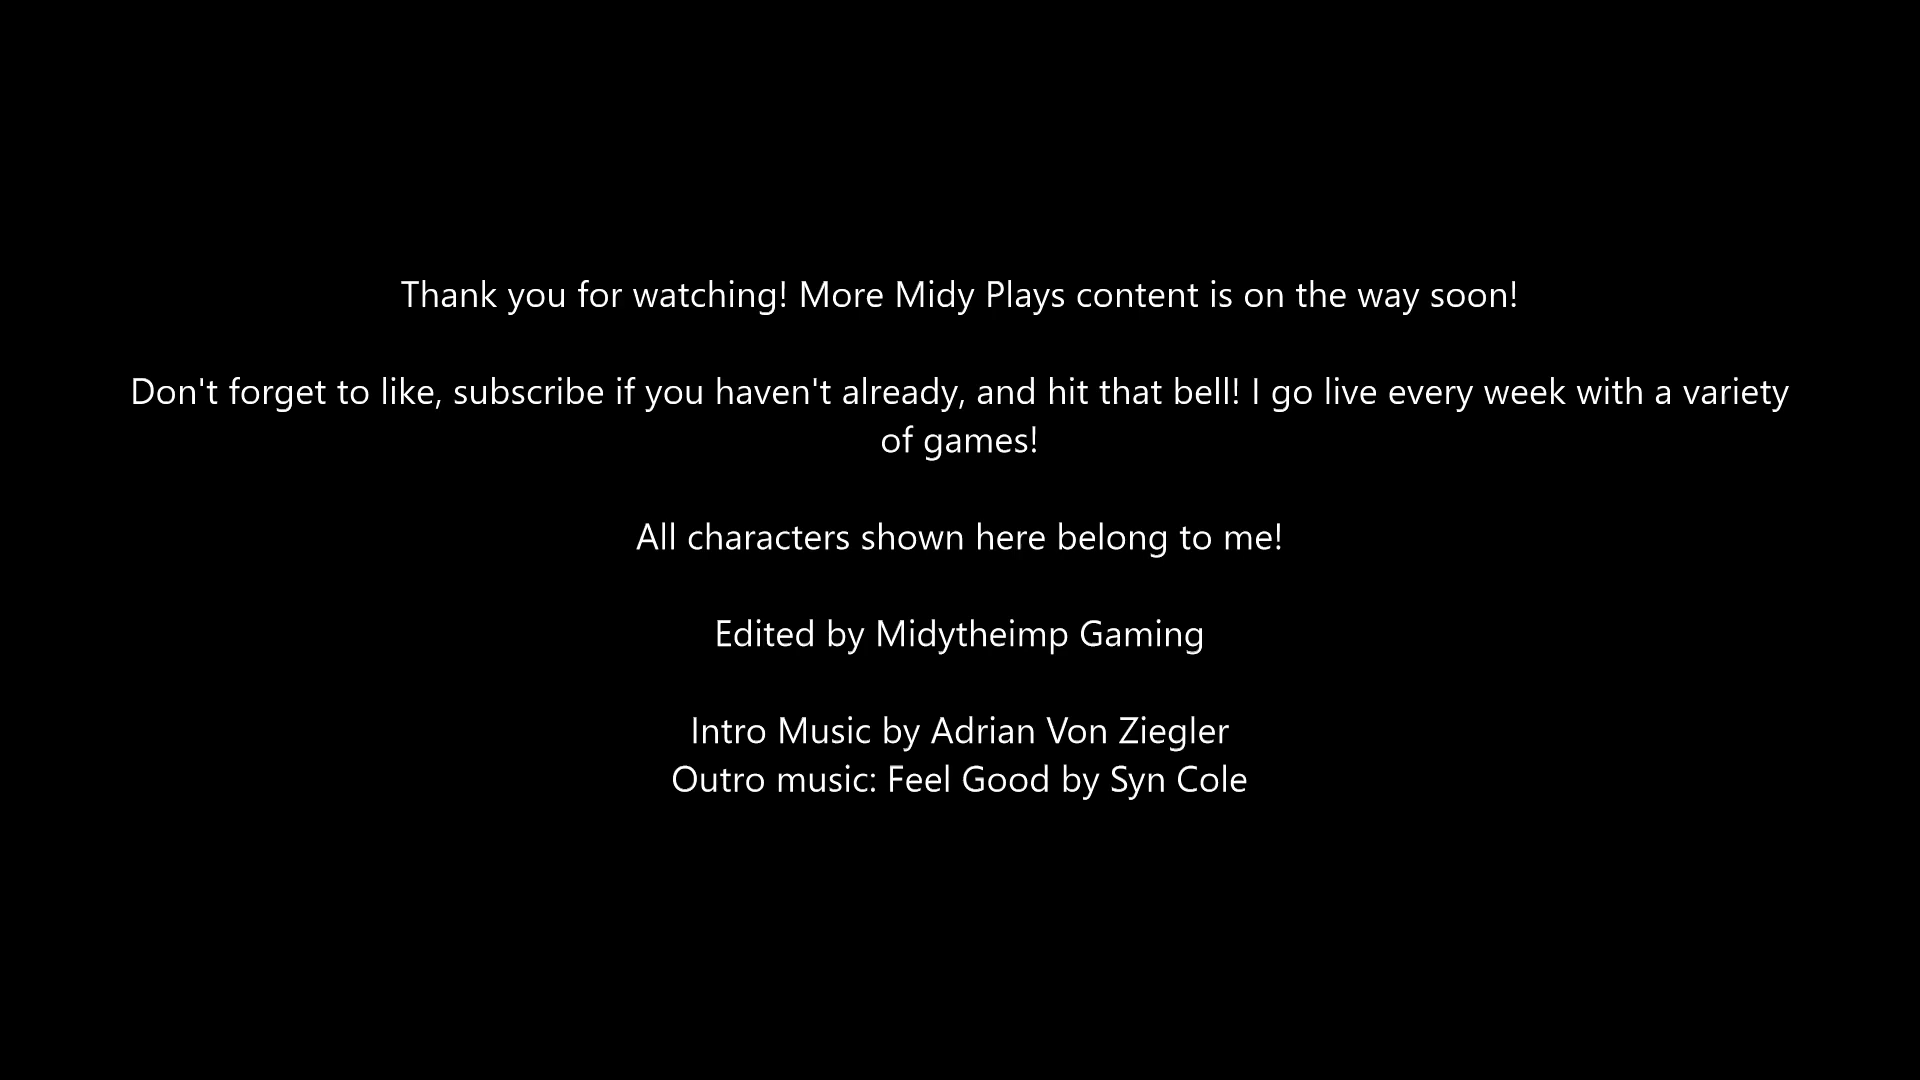 Thank you for watching! More Midy Plays content is on the way soon!
Don't forget to like, subscribe if you haven't already, and hit that bell! I go live every week with a variety
of games!
All characters shown here belong to me!
Edited by Midytheimp Gaming
Intro Music by Adrian Von Ziegler
Outro music: Feel Good by Syn Cole